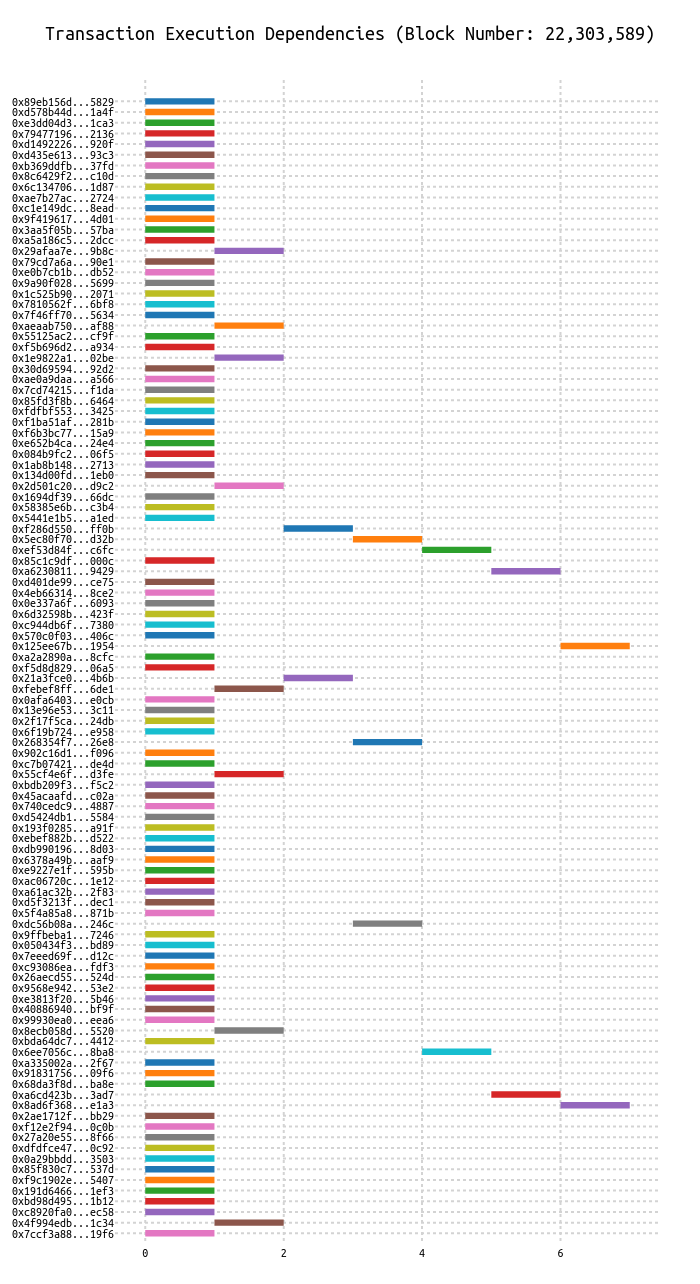 Transaction Execution Dependencies (Block Number: 22,303,589)
0x89eb156d...5829
0xd578b44d...1a4f
0xe3dd04d3...1ca3
0x79477196...2136
0xd1492226...920f
0xd435e613...93c3
0xb369ddfb...37fd
0x8c6429f2...c10d
0x6c134706...1d87
0xae7b27ac...2724
0xc1e149dc...8ead
0x9f419617...4d01
0x3aa5f05b...57ba
0xa5a186c5...2dcc
0x29afaa7e...9b8c
0x79cd7a6a...90e1
0xe0b7cb1b...db52
0x9a90f028...5699
0x1c525b90...2071
0x7810562f...6bf8
0x7f46ff70...5634
0xaeaab750...af88
0x55125ac2...cf9f
0xf5b696d2...a934
0x1e9822a1...02be
0x30d69594...92d2
0xae0a9daa...a566
0x7cd74215...f1da
0x85fd3f8b...6464
0xfdfbf553...3425
0xf1ba51af...281b
0xf6b3bc77...15a9
0xe652b4ca...24e4
0x084b9fc2...06f5
0x1ab8b148...2713
0x134d00fd...1eb0
0x2d501c20...d9c2
0x1694df39...66dc
0x58385e6b...c3b4
0x5441e1b5...a1ed
0xf286d550...ff0b
0x5ec80f70...d32b
0xef53d84f...c6fc
0x85c1c9df...000c
0xa6230811...9429
0xd401de99...ce75
0x4eb66314...8ce2
0x0e337a6f...6093
0x6d32598b...423f
0xc944db6f...7380
0x570c0f03...406c
0x125ee67b...1954
0xa2a2890a...8cfc
0xf5d8d829...06a5
0x21a3fce0...4b6b
0xfebef8ff...6de1
0x0afa6403...e0cb
0x13e96e53...3c11
0x2f17f5ca...24db
0x6f19b724...e958
0x268354f7...26e8
0x902c16d1...f096
0xc7b07421...de4d
0x55cf4e6f...d3fe
0xbdb209f3...f5c2
0x45acaafd...c02a
0x740cedc9...4887
0xd5424db1...5584
0x193f0285...a91f
0xebef882b...d522
0xdb990196...8d03
0x6378a49b...aaf9
0xe9227e1f...595b
0xac06720c...1e12
0xa61ac32b...2f83
0xd5f3213f...dec1
0x5f4a85a8...871b
0xdc56b08a...246c
0x9ffbeba1...7246
0x050434f3...bd89
0x7eeed69f...d12c
0xc93086ea...fdf3
0x26aecd55...524d
0x9568e942...53e2
0xe3813f20...5b46
0x40886940...bf9f
0x99930ea0...eea6
0x8ecb058d...5520
0xbda64dc7...4412
0x6ee7056c...8ba8
0xa335002a...2f67
0x91831756...09f6
0x68da3f8d...ba8e
0xa6cd423b...3ad7
0x8ad6f368...e1a3
0x2ae1712f...bb29
0xf12e2f94...0c0b
0x27a20e55...8f66
0xdfdfce47...0c92
0x0a29bbdd...3503
0x85f830c7...537d
0xf9c1902e...5407
0x191d6466...1ef3
0xbd98d495...1b12
0xc8920fa0...ec58
0x4f994edb...1c34
0x7ccf3a88...19f6
0 2 4 6